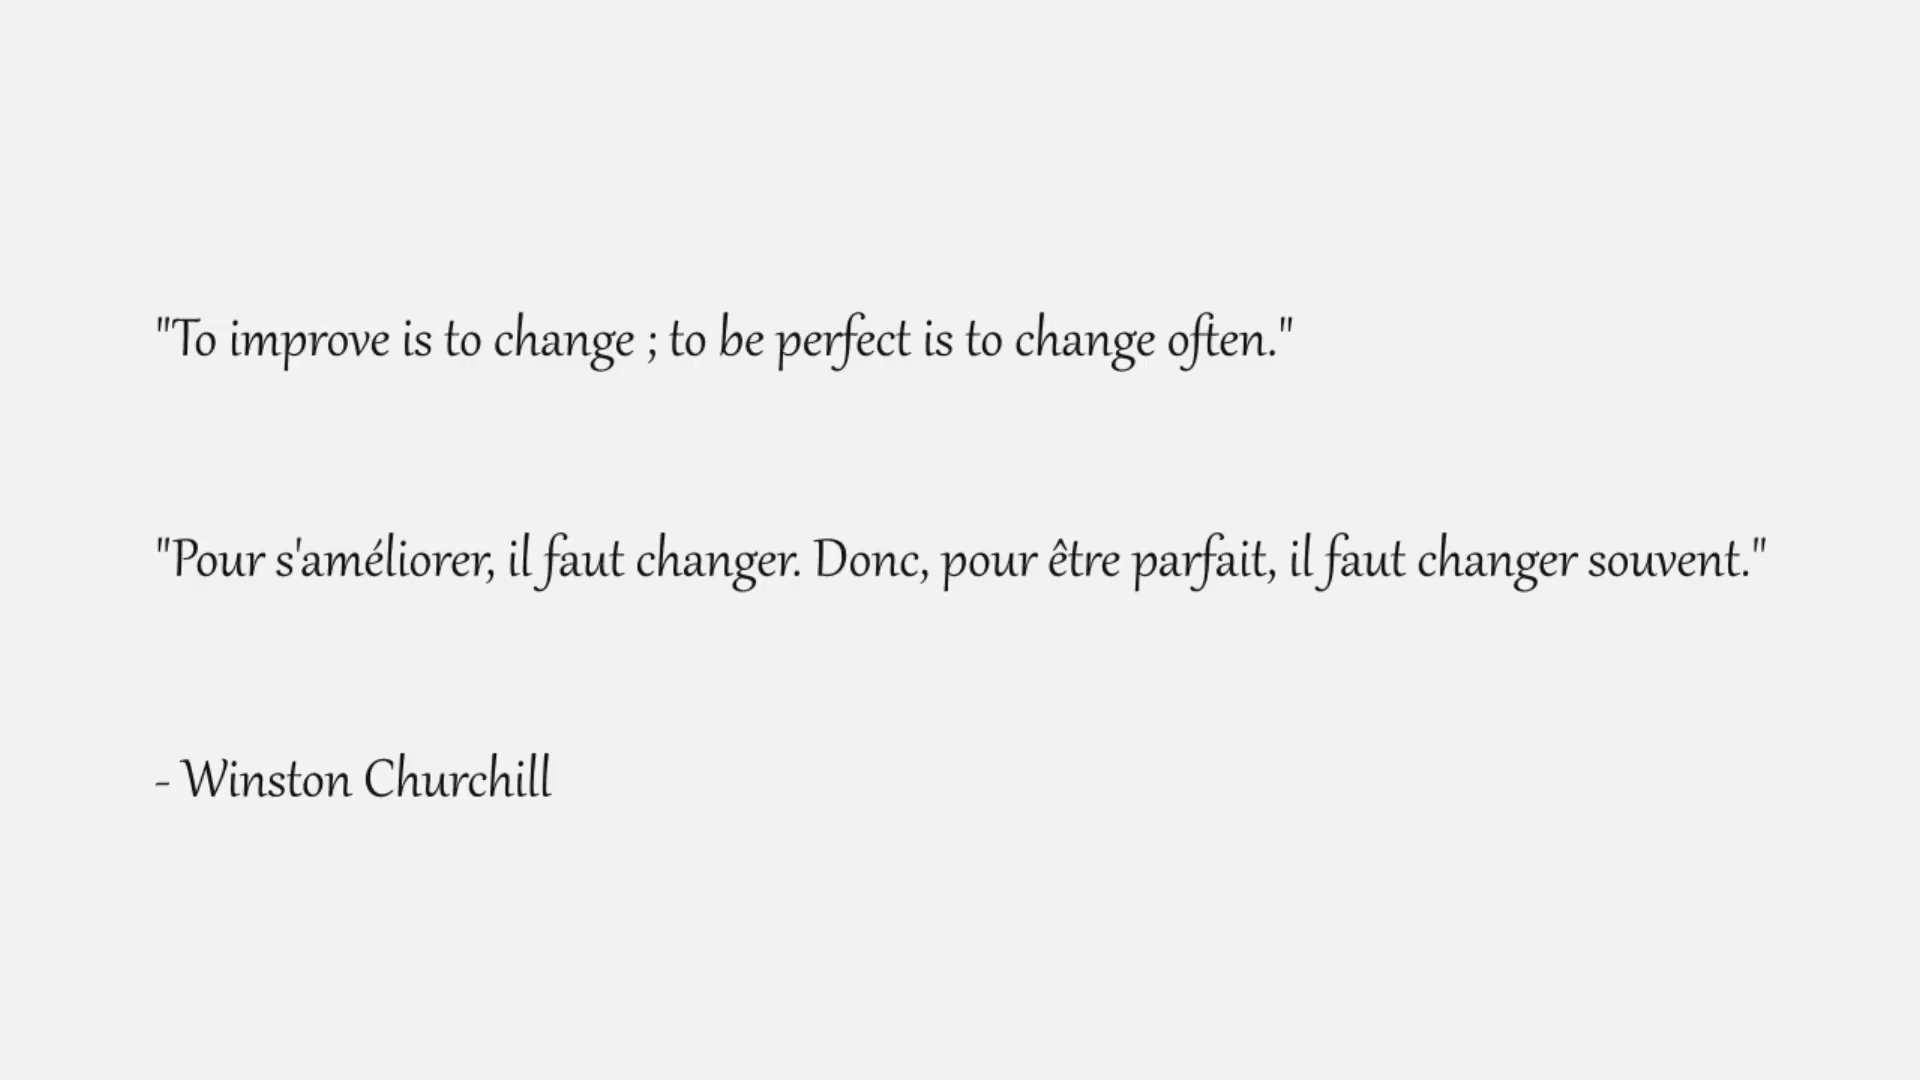 "To improve is to change ; to be perfect is to change often."
"Pour s'améliorer, il faut changer. Donc, pour être parfait, il faut changer souvent."
- Winston Churchill